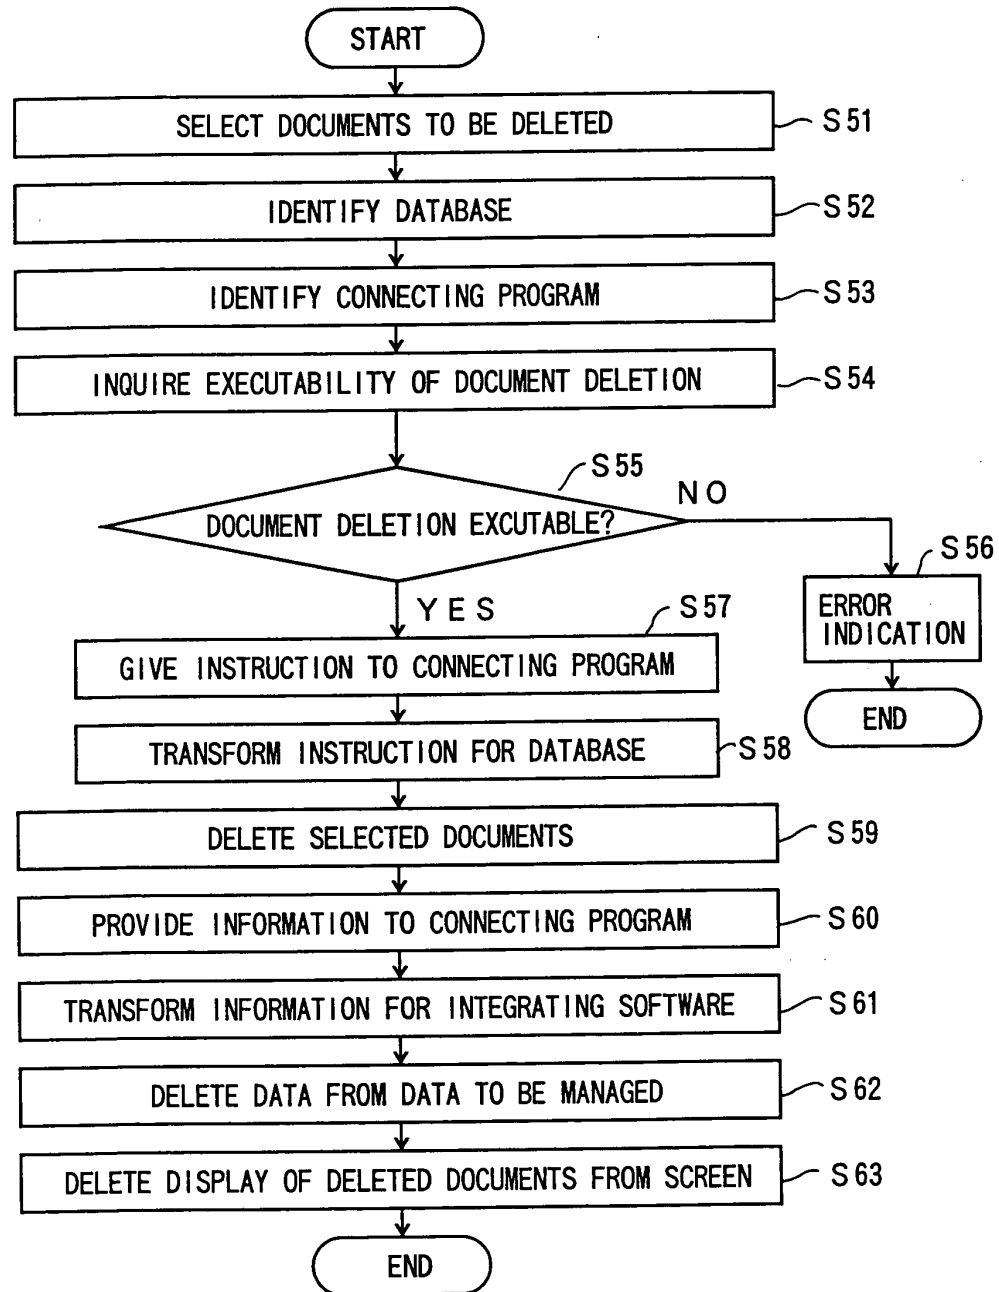 START
SELECT DOCUMENTS TO BE DELETED
S51
IDENTIFY DATABASE
S52
IDENTIFY CONNECTING PROGRAM
S53
INQUIRE EXECUTABILITY OF DOCUMENT DELETION
S54
S55
DOCUMENT DELETION EXCUTABLE?
NO
S56
ERROR
INDICATION
END
YES
S57
GIVE INSTRUCTION TO CONNECTING PROGRAM
TRANSFORM INSTRUCTION FOR DATABASE
S58
DELETE SELECTED DOCUMENTS
S59
PROVIDE INFORMATION TO CONNECTING PROGRAM
S60
TRANSFORM INFORMATION FOR INTEGRATING SOFTWARE
S61
DELETE DATA FROM DATA TO BE MANAGED
S62
DELETE DISPLAY OF DELETED DOCUMENTS FROM SCREEN
S63
END